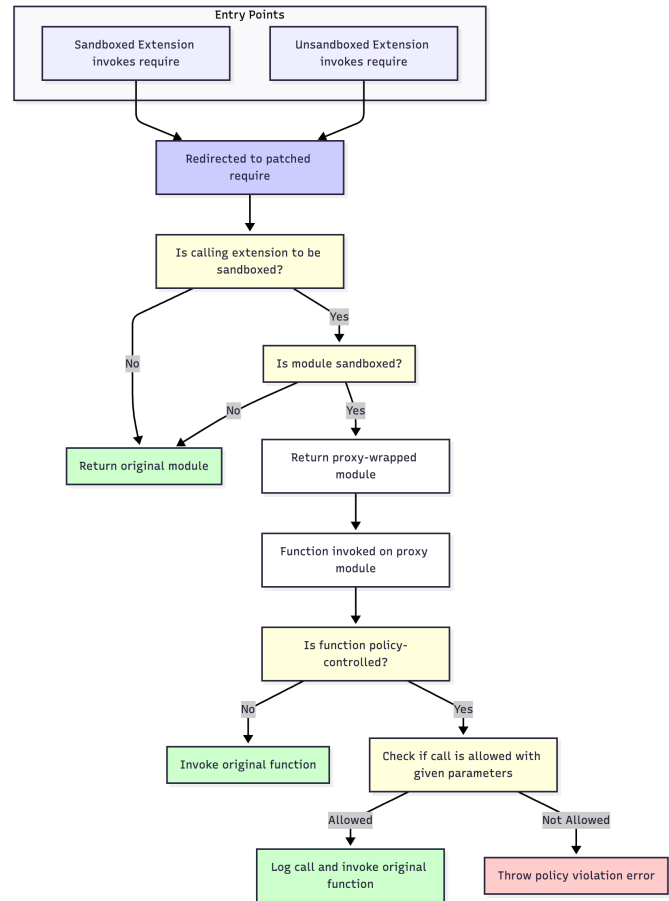 Entry Points
Sandboxed Extension
invokes require
Unsandboxed Extension
invokes require
Redirected to patched
require
Is calling extension to be
sandboxed?
Yes
No
Is module sandboxed?
No
Yes
Return original module
Return proxy-wrapped
module
Function invoked on proxy
module
Is function policy-
controlled?
No
Yes
Invoke original function
Check if call is allowed with
given parameters
Allowed
Not Allowed
Log call and invoke original
function
Throw policy violation error